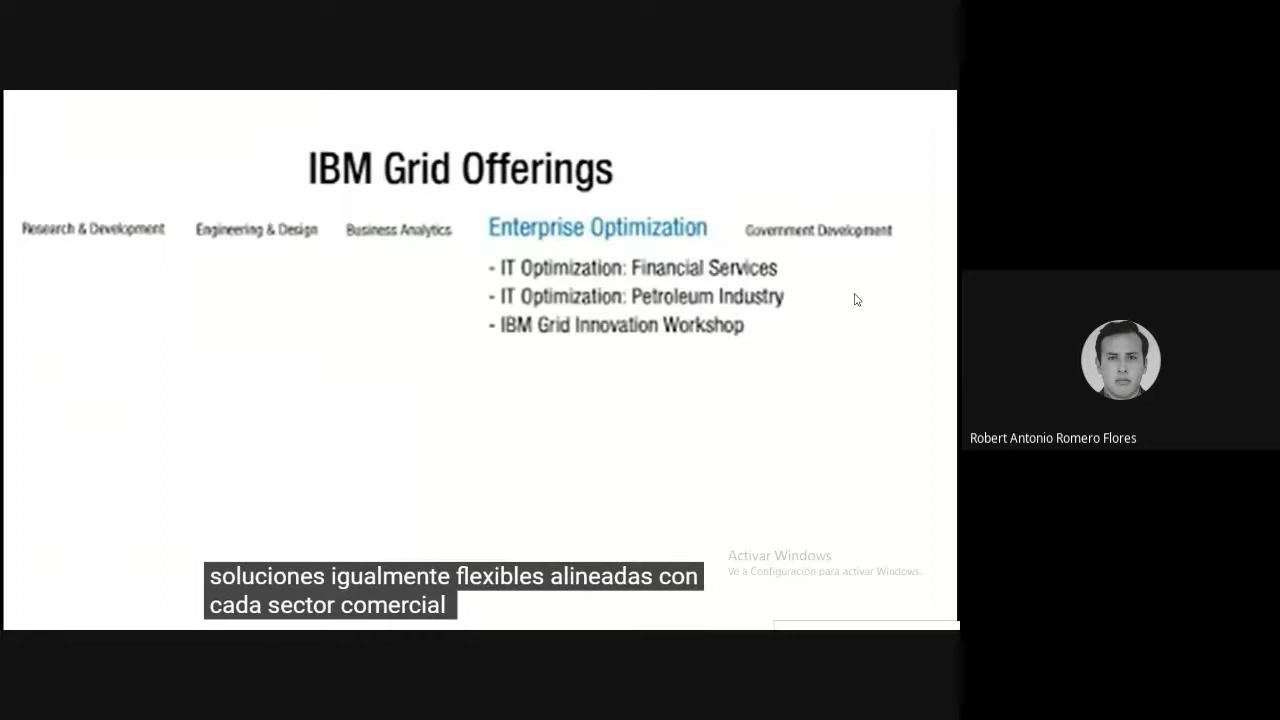 IBM Grid Offerings
Research & Development Engineering & Design Business Analytics Enterprise Optimization Government Development
- IT Optimization: Financial Services
- IT Optimization: Petroleum Industry
- IBM Grid Innovation Workshop
Robert Antonio Romero Flores
Activar Windows
Ve a Configuración para activar Windows.
soluciones igualmente flexibles alineadas con
cada sector comercial